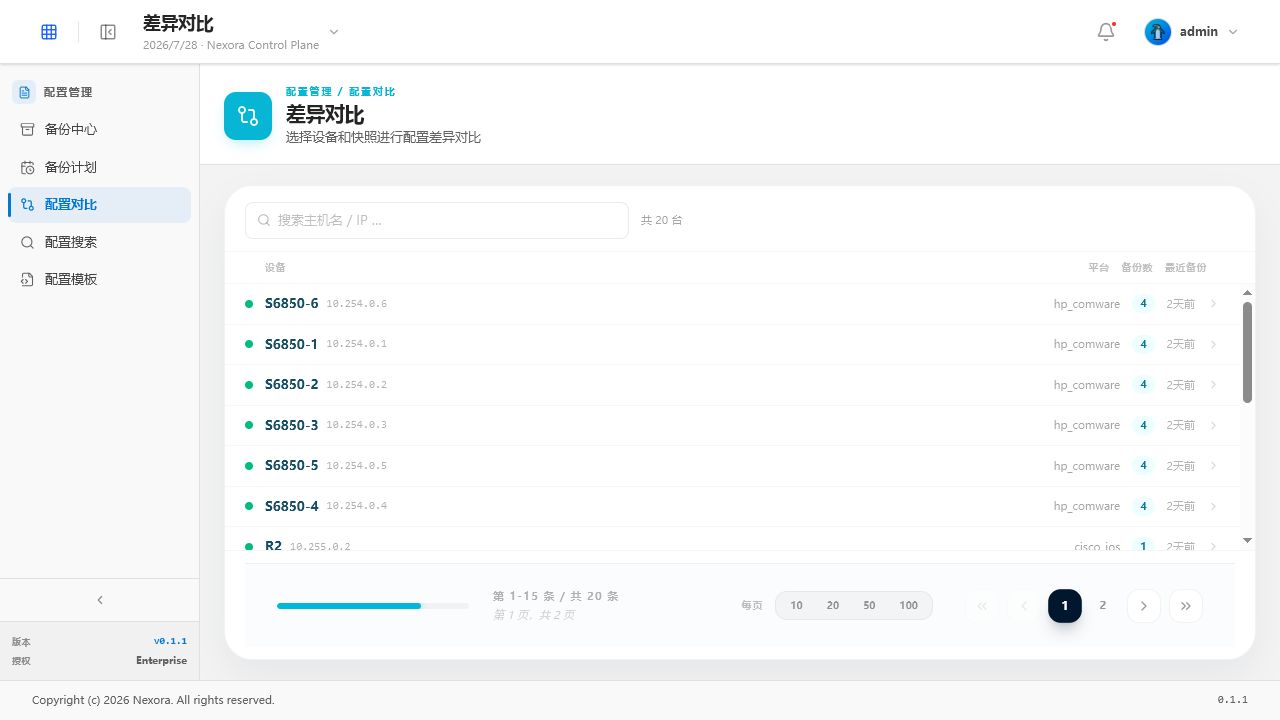 差异对比
2026/7/28 · Nexora Control Plane
admin
配置管理
备份中心
备份计划
配置对比
配置搜索
配置模板
版本 v0.1.1
授权 Enterprise
配置管理 / 配置对比
差异对比
选择设备和快照进行配置差异对比
搜索主机名 / IP ...
共 20 台
设备 平台 备份数 最近备份
S6850-6 10.254.0.6 hp_comware 4 2天前
S6850-1 10.254.0.1 hp_comware 4 2天前
S6850-2 10.254.0.2 hp_comware 4 2天前
S6850-3 10.254.0.3 hp_comware 4 2天前
S6850-5 10.254.0.5 hp_comware 4 2天前
S6850-4 10.254.0.4 hp_comware 4 2天前
R2 10.255.0.2 cisco_ios 1 2天前
第 1-15 条 / 共 20 条
第 1 页, 共 2 页
每页 10 20 50 100 « ‹ 1 2 › »
Copyright (c) 2026 Nexora. All rights reserved.
0.1.1